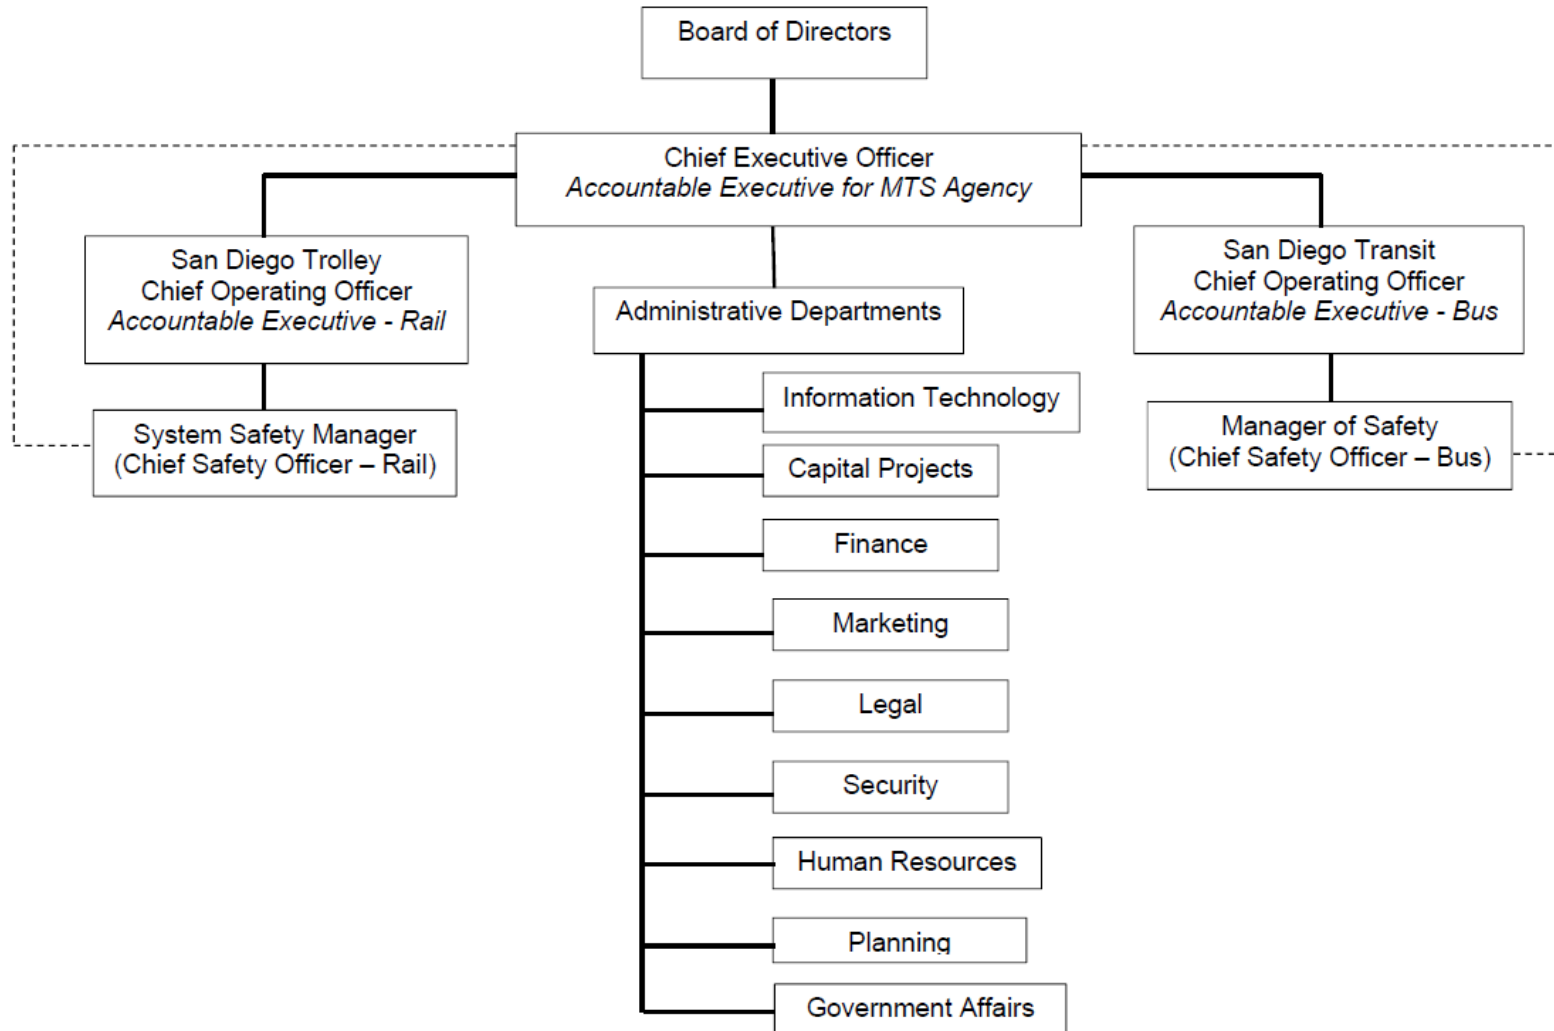 Board of Directors
Chief Executive Officer
Accountable Executive for MTS Agency
San Diego Trolley
Chief Operating Officer
Accountable Executive - Rail
System Safety Manager
(Chief Safety Officer – Rail)
Administrative Departments
Information Technology
Capital Projects
Finance
Marketing
Legal
Security
Human Resources
Planning
Government Affairs
San Diego Transit
Chief Operating Officer
Accountable Executive - Bus
Manager of Safety
(Chief Safety Officer – Bus)